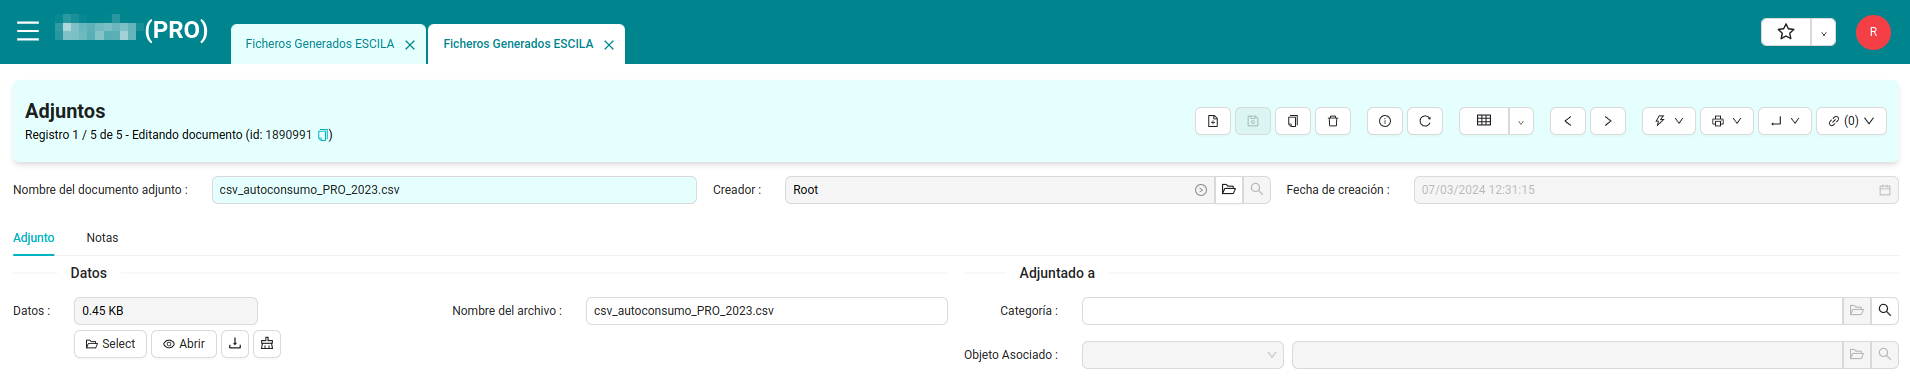 (PRO)
Ficheros Generados ESCILA
Ficheros Generados ESCILA
R
Adjuntos
Registro 1 / 5 de 5 - Editando documento (id: 1890991 )
(0)
Nombre del documento adjunto : csv_autoconsumo_PRO_2023.csv Creador : Root Fecha de creación : 07/03/2024 12:31:15
Adjunto Notas
Datos Adjuntado a
Datos : 0.45 KB Nombre del archivo : csv_autoconsumo_PRO_2023.csv Categoría :
Select Abrir
Objeto Asociado :